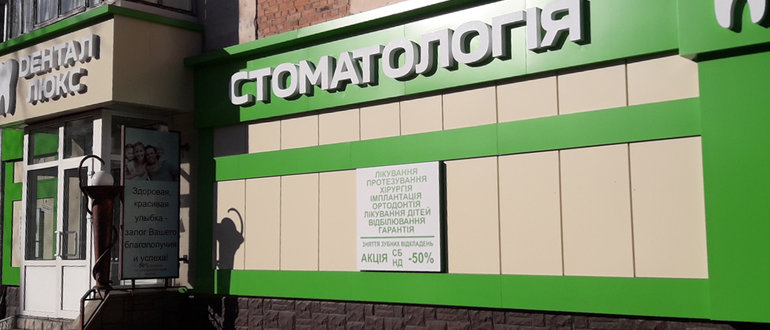 ДЕНТАЛ
ЛЮКС
СТОМАТОЛОГІЯ
Здоровая,
красивая
улыбка -
залог Вашего
благополучия
и успеха!
ЛІКУВАННЯ
ПРОТЕЗУВАННЯ
ХІРУРГІЯ
ІМПЛАНТАЦІЯ
ОРТОДОНТІЯ
ЛІКУВАННЯ ДІТЕЙ
ВІДБІЛЮВАННЯ
ГАРАНТІЯ
ЗНЯТТЯ ЗУБНИХ ВІДКЛАДЕНЬ
АКЦІЯ СБ НД -50%